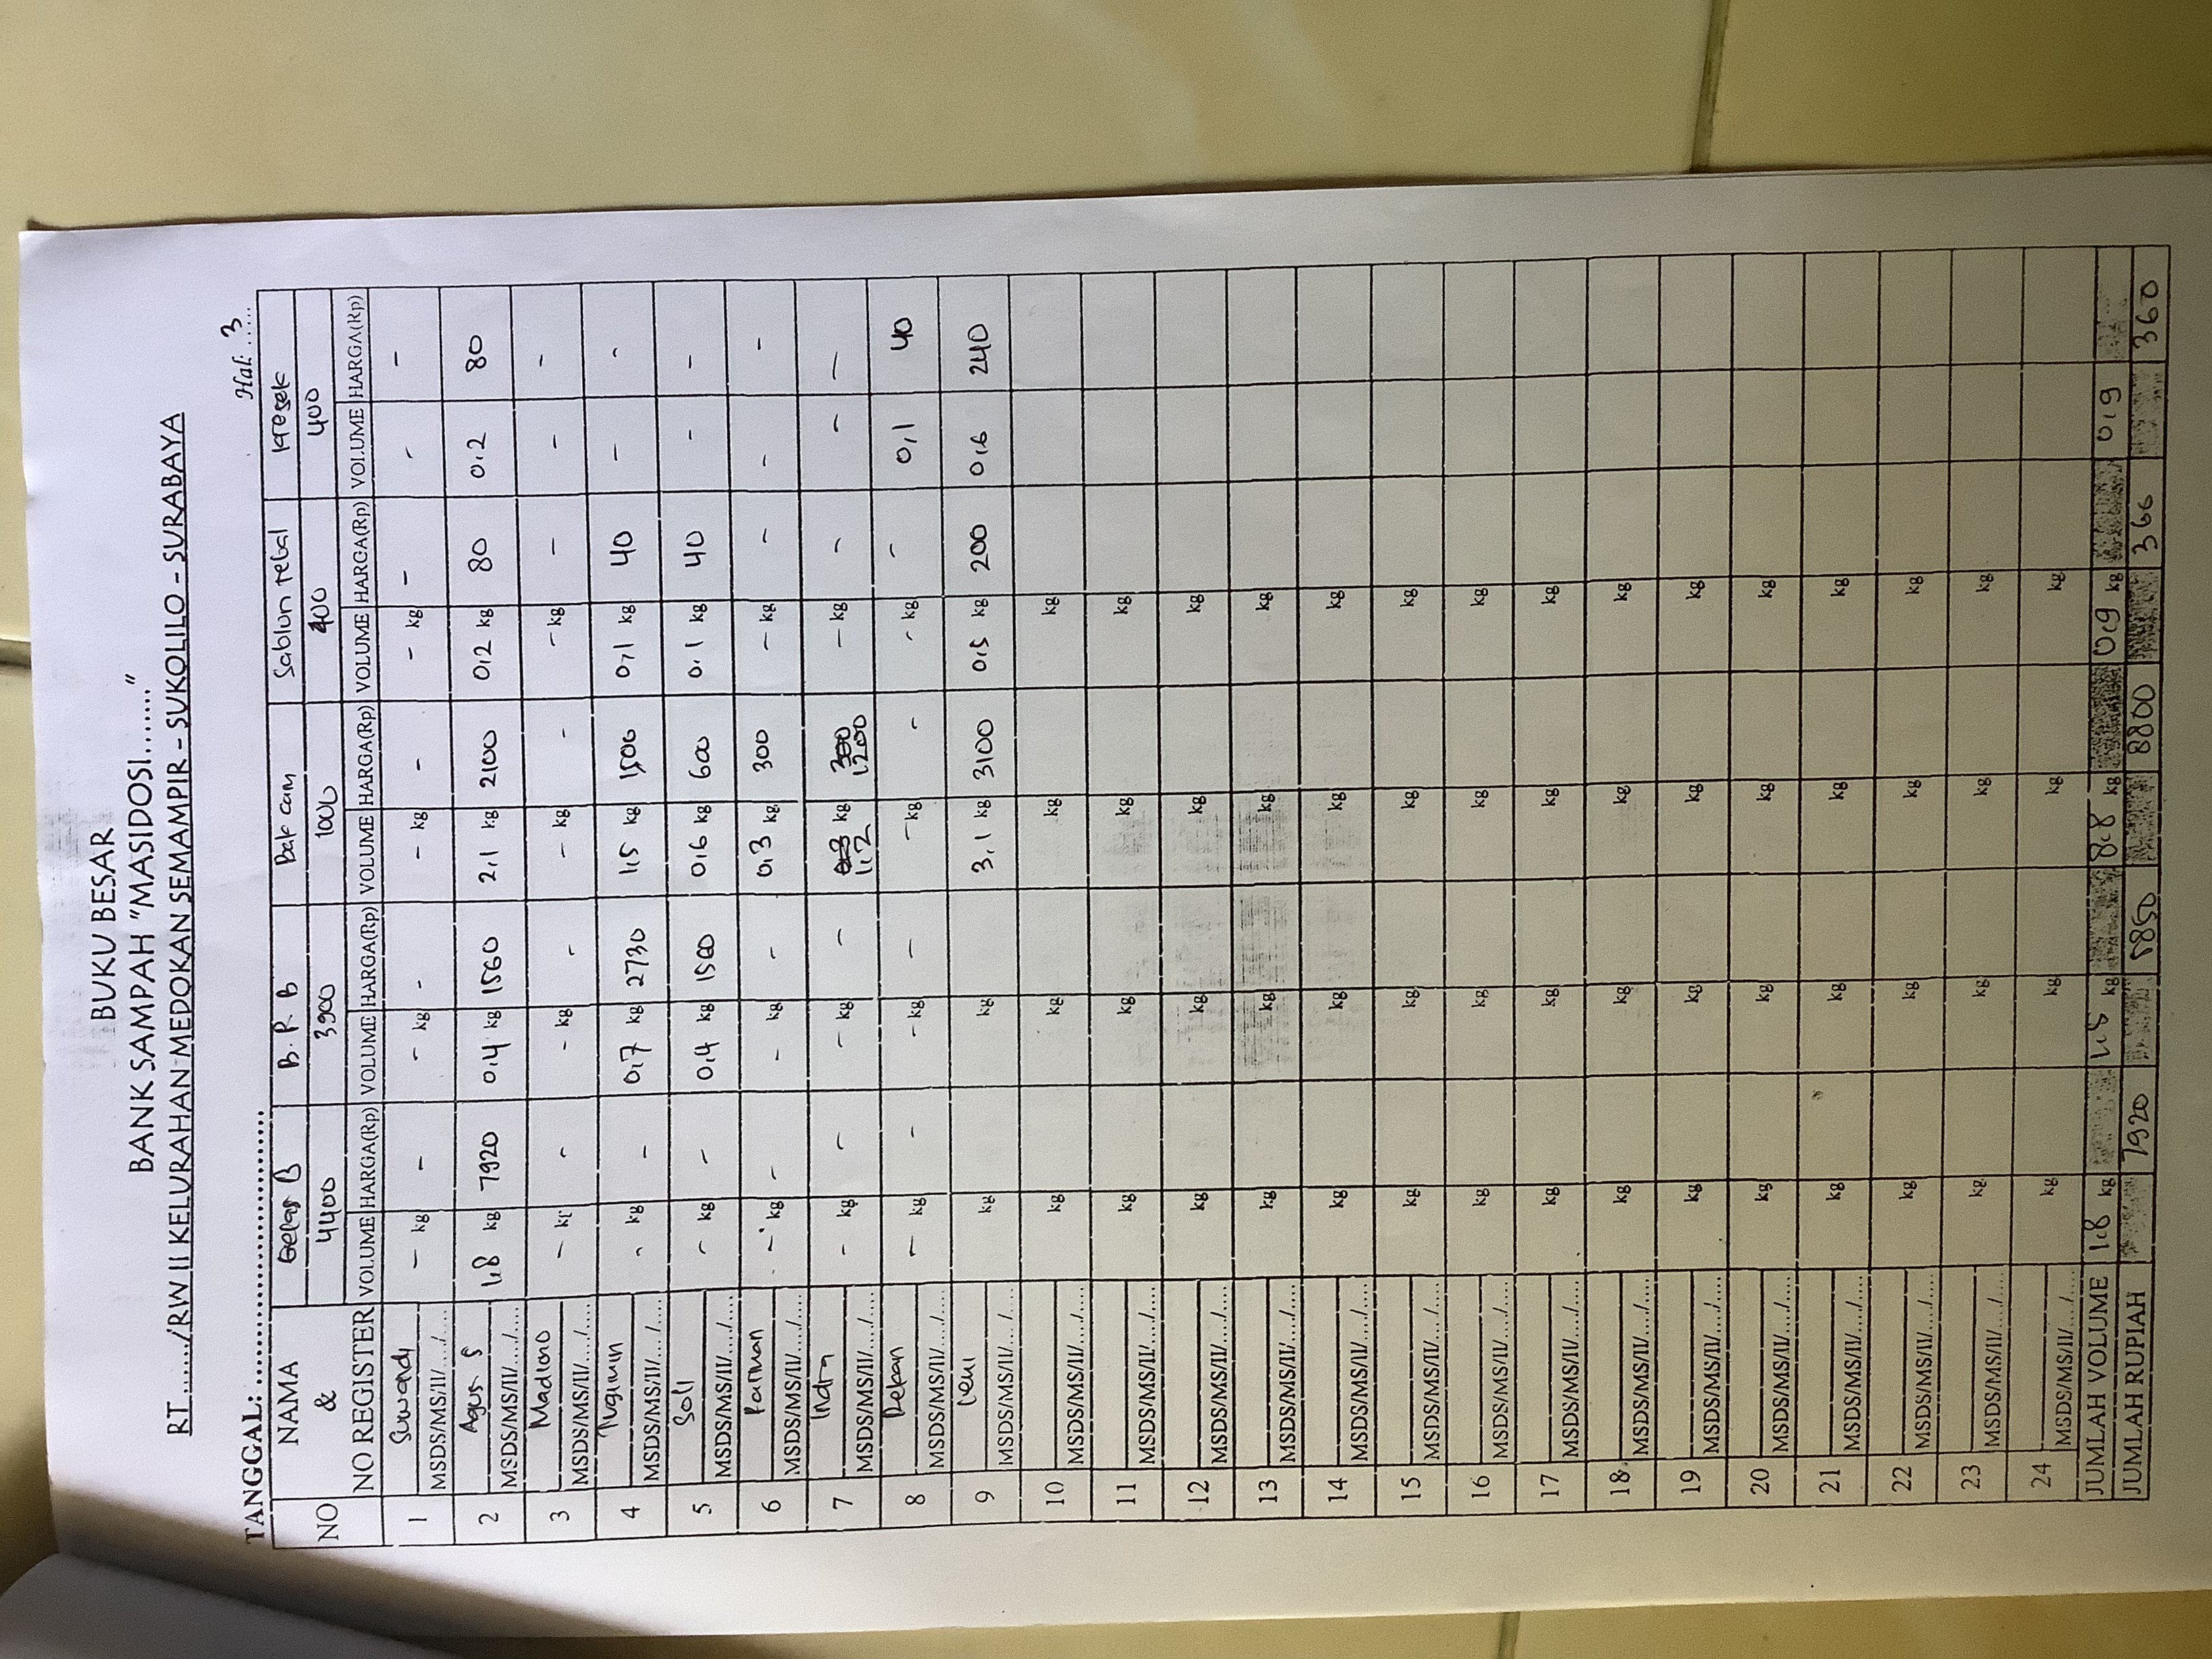 BUKU BESAR
BANK SAMPAH "MASIDOSI......."
RT ....../RW II KELURAHAN MEDOKAN SEMAMPIR - SUKOLILO - SURABAYA
TANGGAL: ............................
Hal: 3
NO NAMA & NO REGISTER Gelas B B.P.B Bak cam Sablun tebal kresek
4400 3900 1000 400 400
VOLUME HARGA(Rp) VOLUME HARGA(Rp) VOLUME HARGA(Rp) VOLUME HARGA(Rp) VOLUME HARGA(Rp)
1 Suwandi - kg - - kg - - kg - - kg - - -
MSDS/MS/II/..../....
2 Agus S 1,8 kg 7920 0,4 kg 1560 2,1 kg 2100 0,2 kg 80 0,2 80
MSDS/MS/II/..../....
3 - kg - - kg - - kg - - kg - - -
MSDS/MS/II/..../....
4 Tugimin - kg - 0,7 kg 2730 1,5 kg 1500 0,1 kg 40 - -
MSDS/MS/II/..../....
5 Soli - kg - 0,4 kg 1560 0,6 kg 600 0,1 kg 40 - -
MSDS/MS/II/..../....
6 - kg - - kg - 0,3 kg 300 - kg - - -
MSDS/MS/II/..../....
7 Indra - kg - - kg - 0,3 kg 300 - kg - - -
MSDS/MS/II/..../.... 1,2 1200
8 Rekan - kg - - kg - - kg - - kg - 0,1 40
MSDS/MS/II/..../....
9 Leni kg kg 3,1 kg 3100 0,5 kg 200 0,6 240
MSDS/MS/II/..../....
10 kg kg kg kg
MSDS/MS/II/..../....
11 kg kg kg kg
MSDS/MS/II/..../....
12 kg kg kg kg
MSDS/MS/II/..../....
13 kg kg kg kg
MSDS/MS/II/..../....
14 kg kg kg kg
MSDS/MS/II/..../....
15 kg kg kg kg
MSDS/MS/II/..../....
16 kg kg kg kg
MSDS/MS/II/..../....
17 kg kg kg kg
MSDS/MS/II/..../....
18 kg kg kg kg
MSDS/MS/II/..../....
19 kg kg kg kg
MSDS/MS/II/..../....
20 kg kg kg kg
MSDS/MS/II/..../....
21 kg kg kg kg
MSDS/MS/II/..../....
22 kg kg kg kg
MSDS/MS/II/..../....
23 kg kg kg kg
MSDS/MS/II/..../....
24 kg kg kg kg
MSDS/MS/II/..../....
JUMLAH VOLUME 1,8 kg 1,5 kg 8,8 kg 0,9 kg 0,9
JUMLAH RUPIAH 7920 5850 8800 360 360